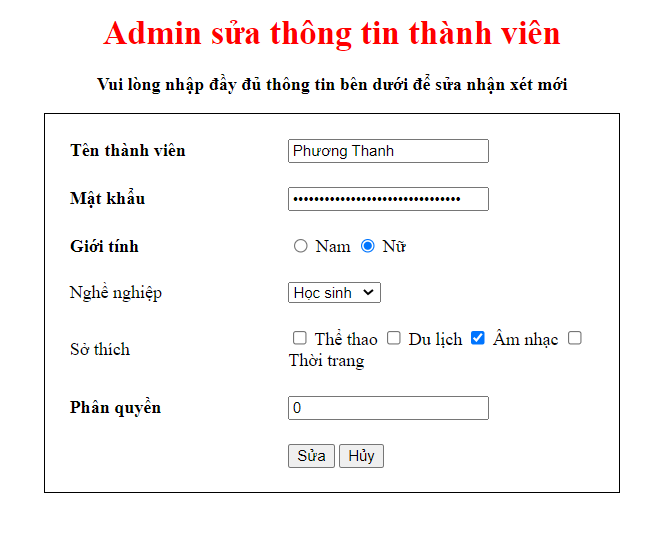 Admin sửa thông tin thành viên
Vui lòng nhập đầy đủ thông tin bên dưới để sửa nhận xét mới
Tên thành viên Phương Thanh
Mật khẩu ••••••••••••••••••••••••••••••••
Giới tính Nam Nữ
Nghề nghiệp Học sinh
Sở thích Thể thao Du lịch Âm nhạc
Thời trang
Phân quyền 0
Sửa Hủy